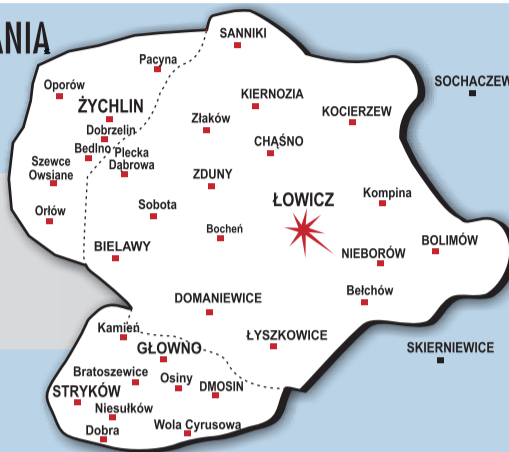 ANIA
SANNIKI
Pacyna
SOCHACZEW
Oporów
KIERNOZIA
ŻYCHLIN
KOCIERZEW
Złaków
Dobrzelin
CHĄŚNO
Bedlno
Plecka
Dąbrowa
Szewce
Owsiane
ZDUNY
ŁOWICZ
Kompina
Sobota
Orłów
Bocheń
BIELAWY
NIEBORÓW
BOLIMÓW
Bełchów
DOMANIEWICE
Kamień
ŁYSZKOWICE
GŁOWNO
SKIERNIEWICE
Bratoszewice
Osiny
DMOSIN
STRYKÓW
Niesułków
Dobra
Wola Cyrusowa